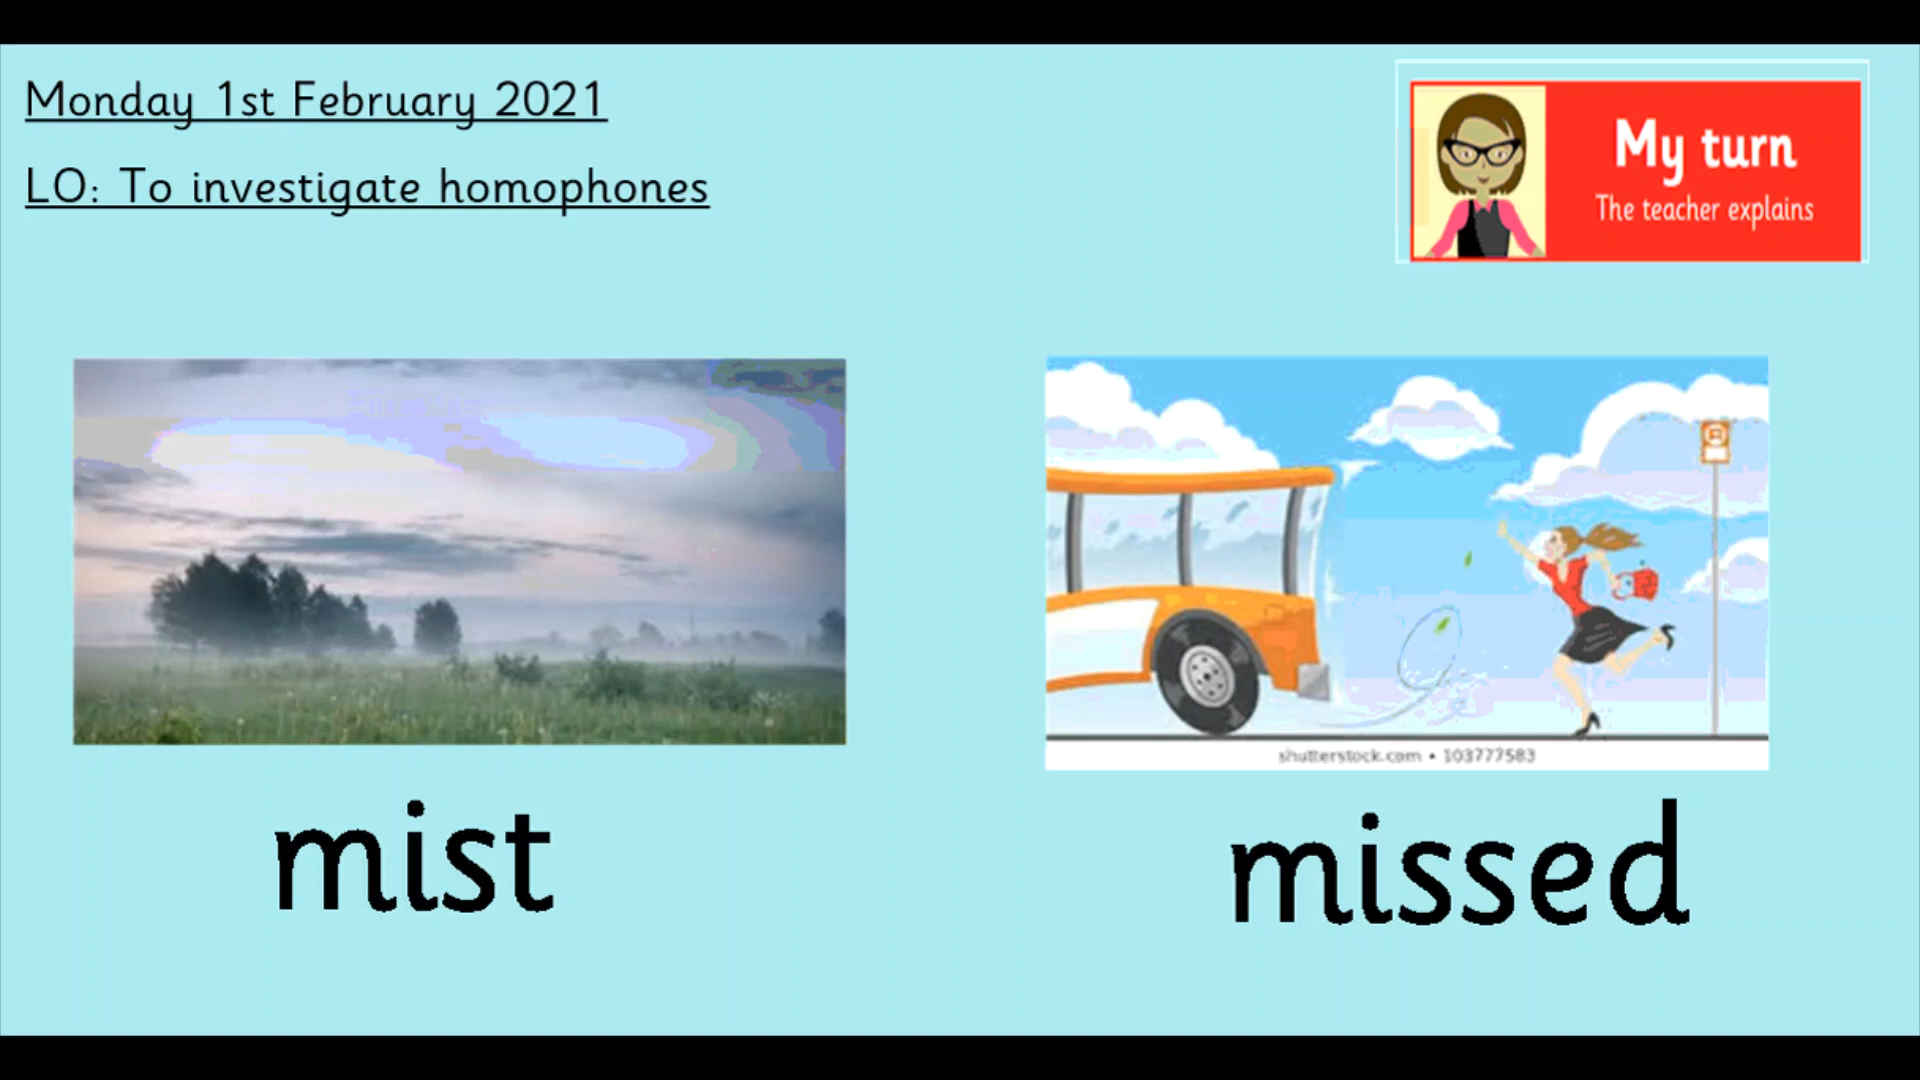 Monday 1st February 2021
LO: To investigate homophones
My turn
The teacher explains
shutterstock.com • 103777583
mist
missed